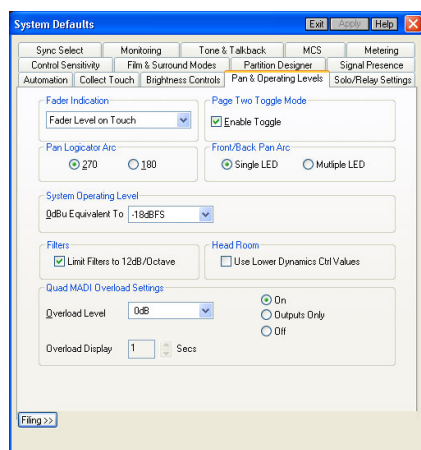 System Defaults Exit Apply Help
Sync Select Monitoring Tone & Talkback MCS Metering
Control Sensitivity Film & Surround Modes Partition Designer Signal Presence
Automation Collect Touch Brightness Controls Pan & Operating Levels Solo/Relay Settings
Fader Indication Page Two Toggle Mode
Fader Level on Touch Enable Toggle
Pan Logicator Arc Front/Back Pan Arc
270 180 Single LED Mutiple LED
System Operating Level
0dBu Equivalent To -18dBFS
Filters Head Room
Limit Filters to 12dB/Octave Use Lower Dynamics Ctrl Values
Quad MADI Overload Settings
On
Overload Level 0dB Outputs Only
Off
Overload Display 1 Secs
Filing >>